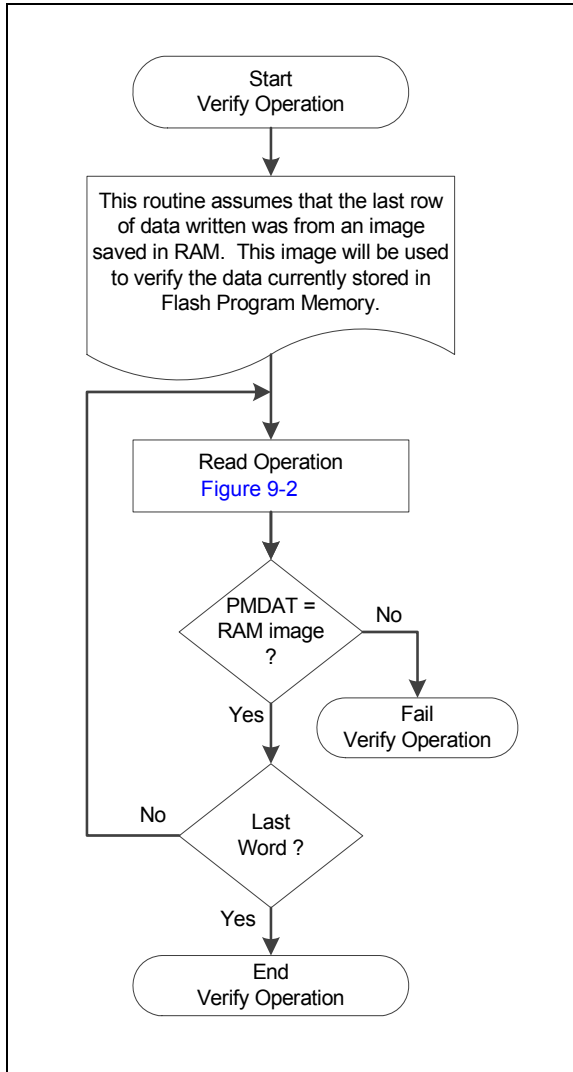 Start
Verify Operation
This routine assumes that the last row
of data written was from an image
saved in RAM. This image will be used
to verify the data currently stored in
Flash Program Memory.
Read Operation
Figure 9-2
PMDAT =
RAM image
?
No
Yes
Fail
Verify Operation
No
Last
Word ?
Yes
End
Verify Operation